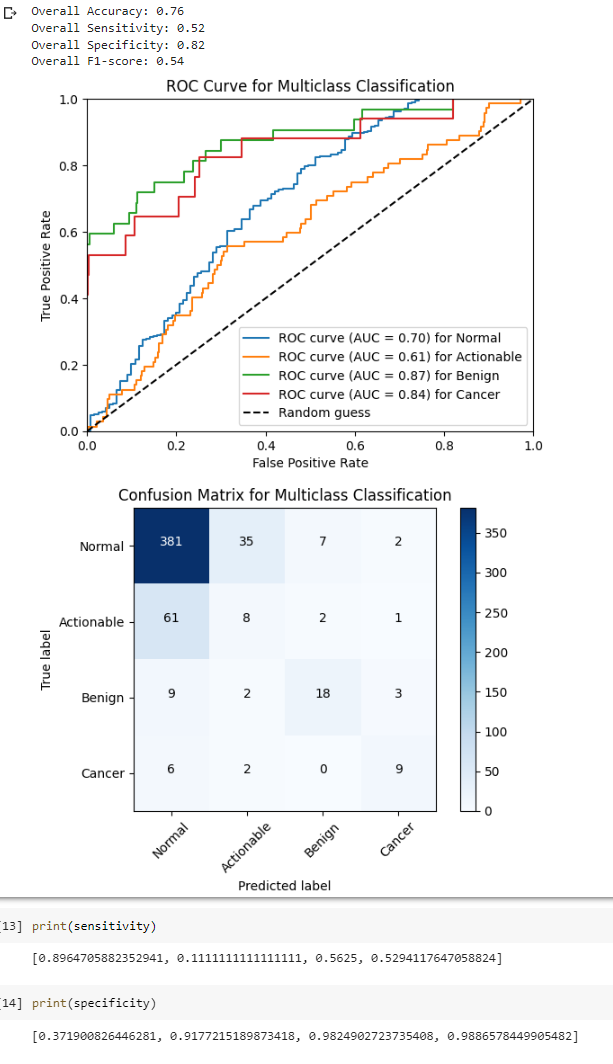 Overall Accuracy: 0.76
Overall Sensitivity: 0.52
Overall Specificity: 0.82
Overall F1-score: 0.54
ROC Curve for Multiclass Classification
1.0
0.8
0.6
0.4
0.2
0.0
True Positive Rate
ROC curve (AUC = 0.70) for Normal
ROC curve (AUC = 0.61) for Actionable
ROC curve (AUC = 0.87) for Benign
ROC curve (AUC = 0.84) for Cancer
Random guess
0.0 0.2 0.4 0.6 0.8 1.0
False Positive Rate
Confusion Matrix for Multiclass Classification
True label
Normal 381 35 7 2
Actionable 61 8 2 1
Benign 9 2 18 3
Cancer 6 2 0 9
Normal Actionable Benign Cancer
Predicted label
350
300
250
200
150
100
50
0
[13] print(sensitivity)
[0.8964705882352941, 0.1111111111111111, 0.5625, 0.5294117647058824]
[14] print(specificity)
[0.371900826446281, 0.9177215189873418, 0.9824902723735408, 0.9886578449905482]